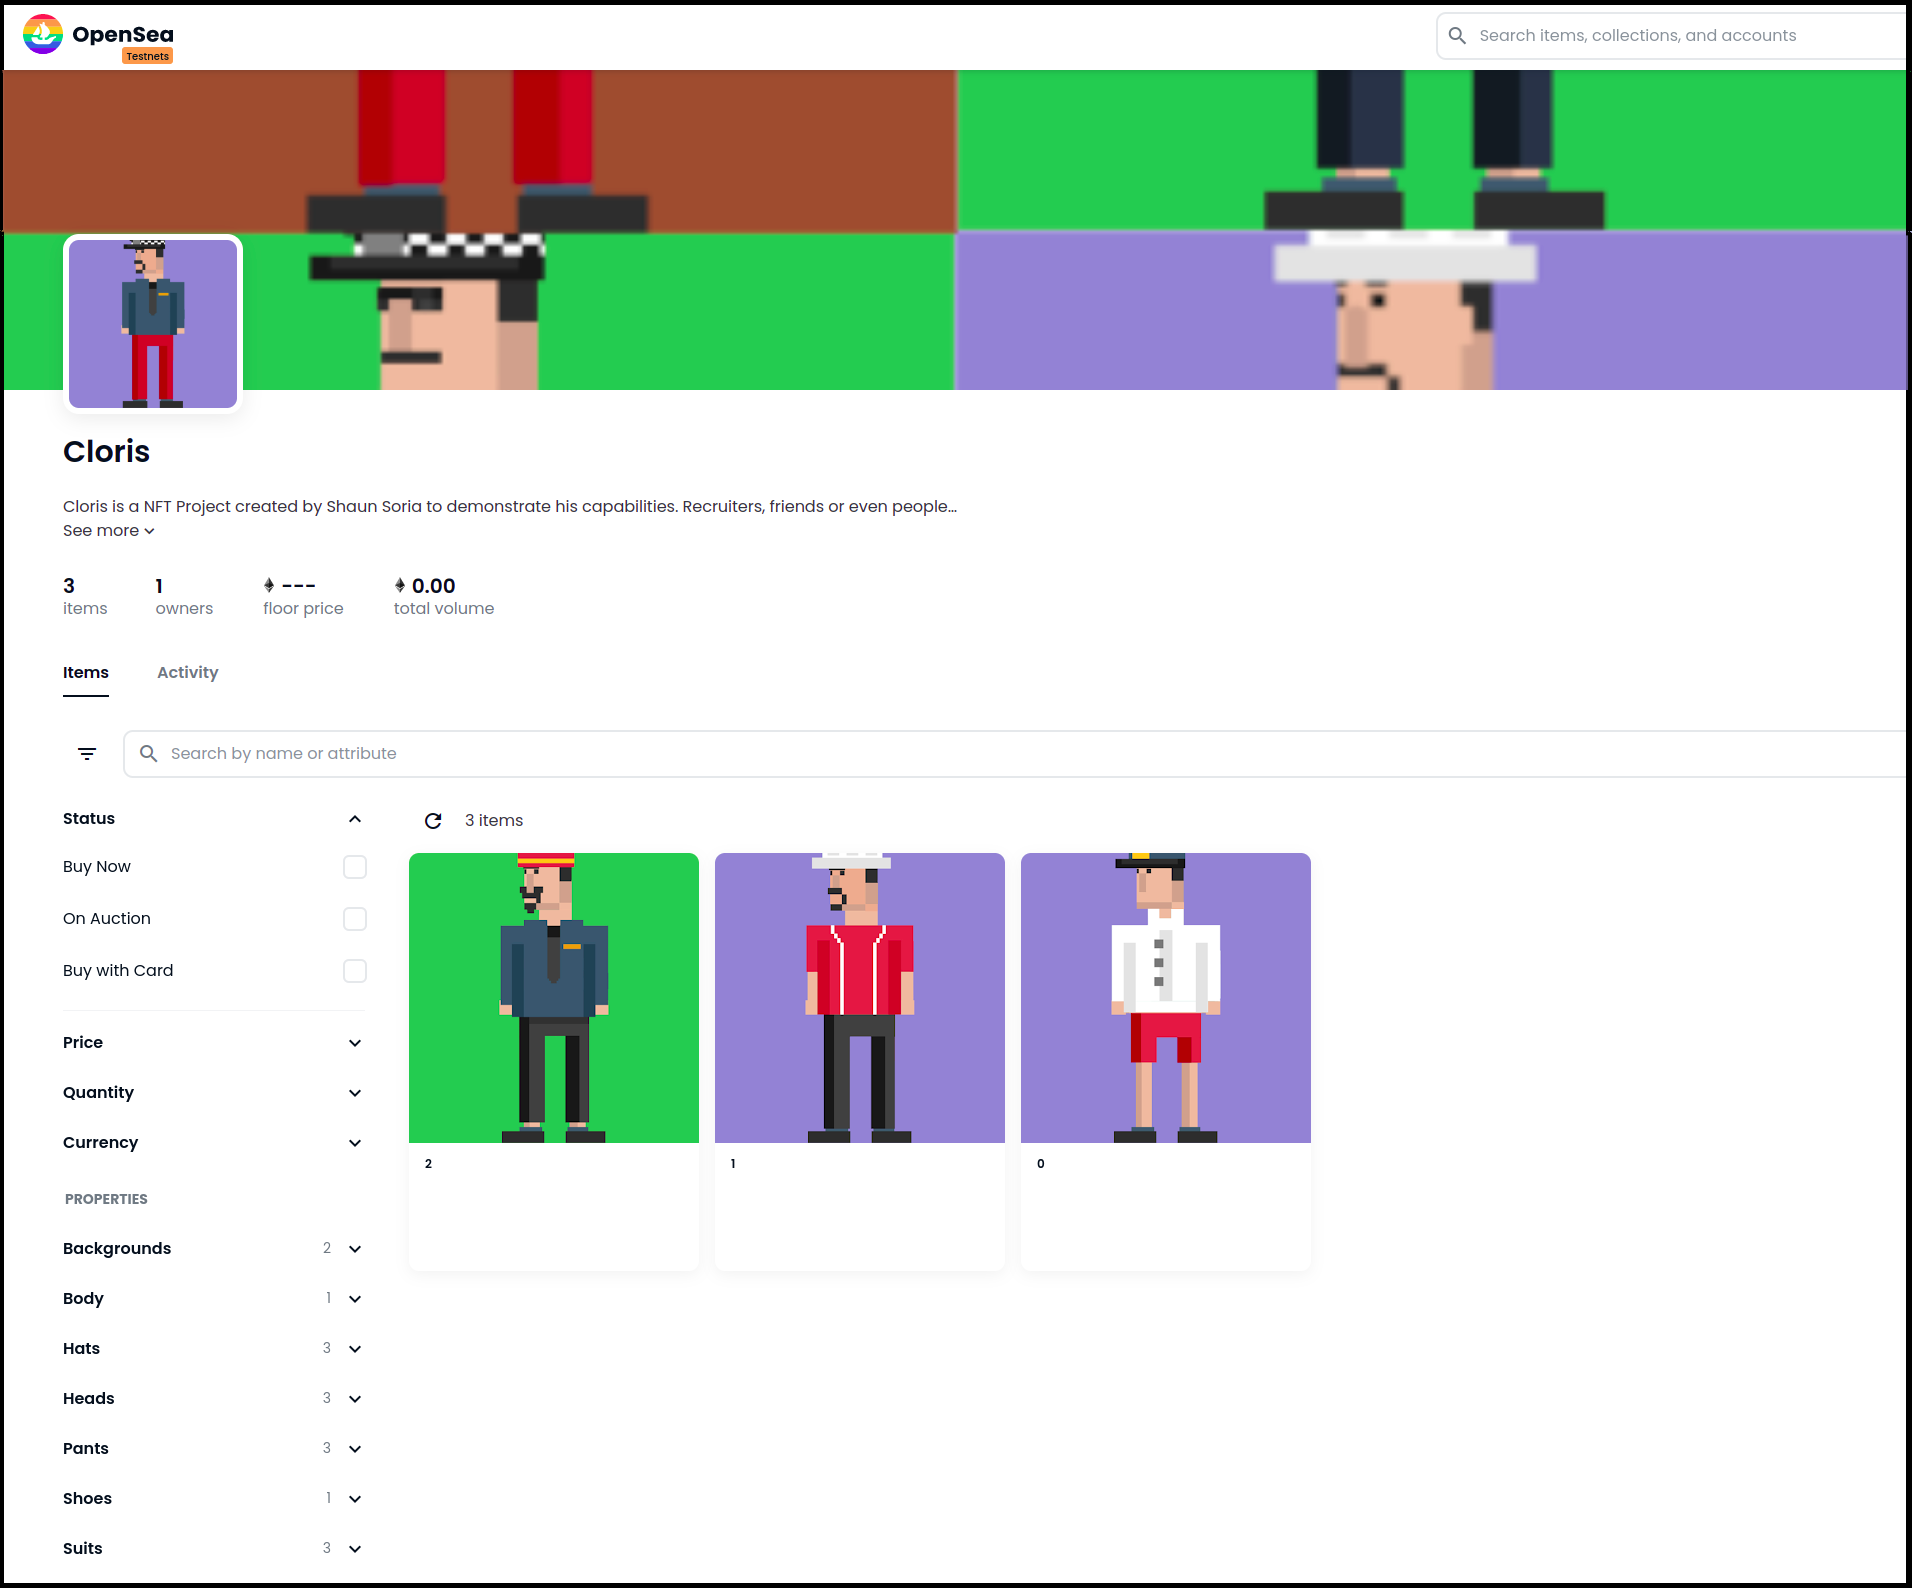 OpenSea
Testnets
Search items, collections, and accounts
Cloris
Cloris is a NFT Project created by Shaun Soria to demonstrate his capabilities. Recruiters, friends or even people...
See more
3 1 --- 0.00
items owners floor price total volume
Items Activity
Search by name or attribute
Status
3 items
Buy Now
On Auction
Buy with Card
Price
Quantity
Currency
2 1 0
PROPERTIES
Backgrounds 2
Body 1
Hats 3
Heads 3
Pants 3
Shoes 1
Suits 3